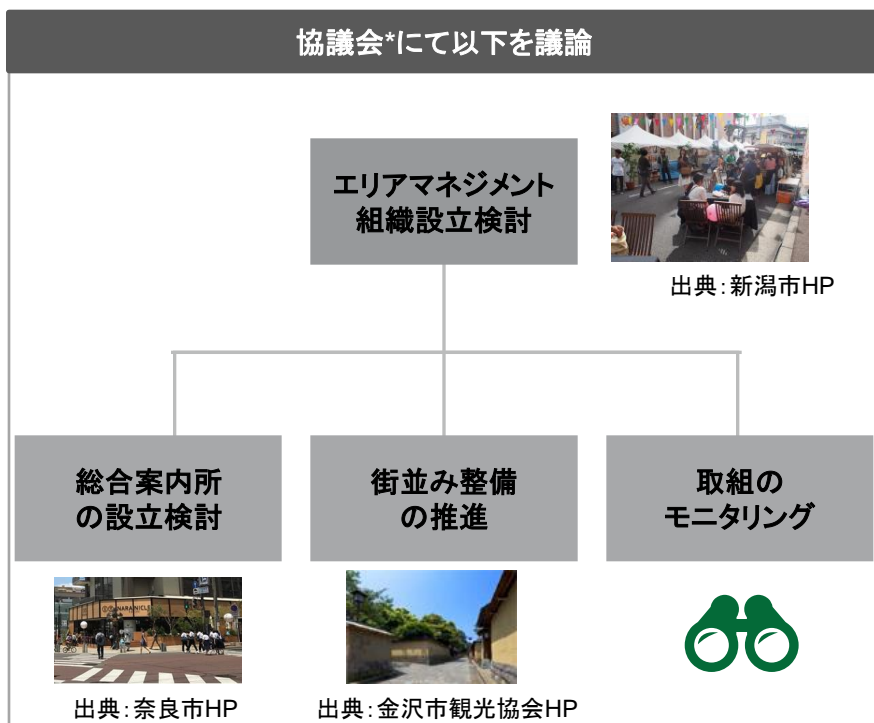 協議会*にて以下を議論
エリアマネジメント
組織設立検討
出典：新潟市HP
総合案内所
の設立検討
街並み整備
の推進
取組の
モニタリング
出典：奈良市HP
出典：金沢市観光協会HP